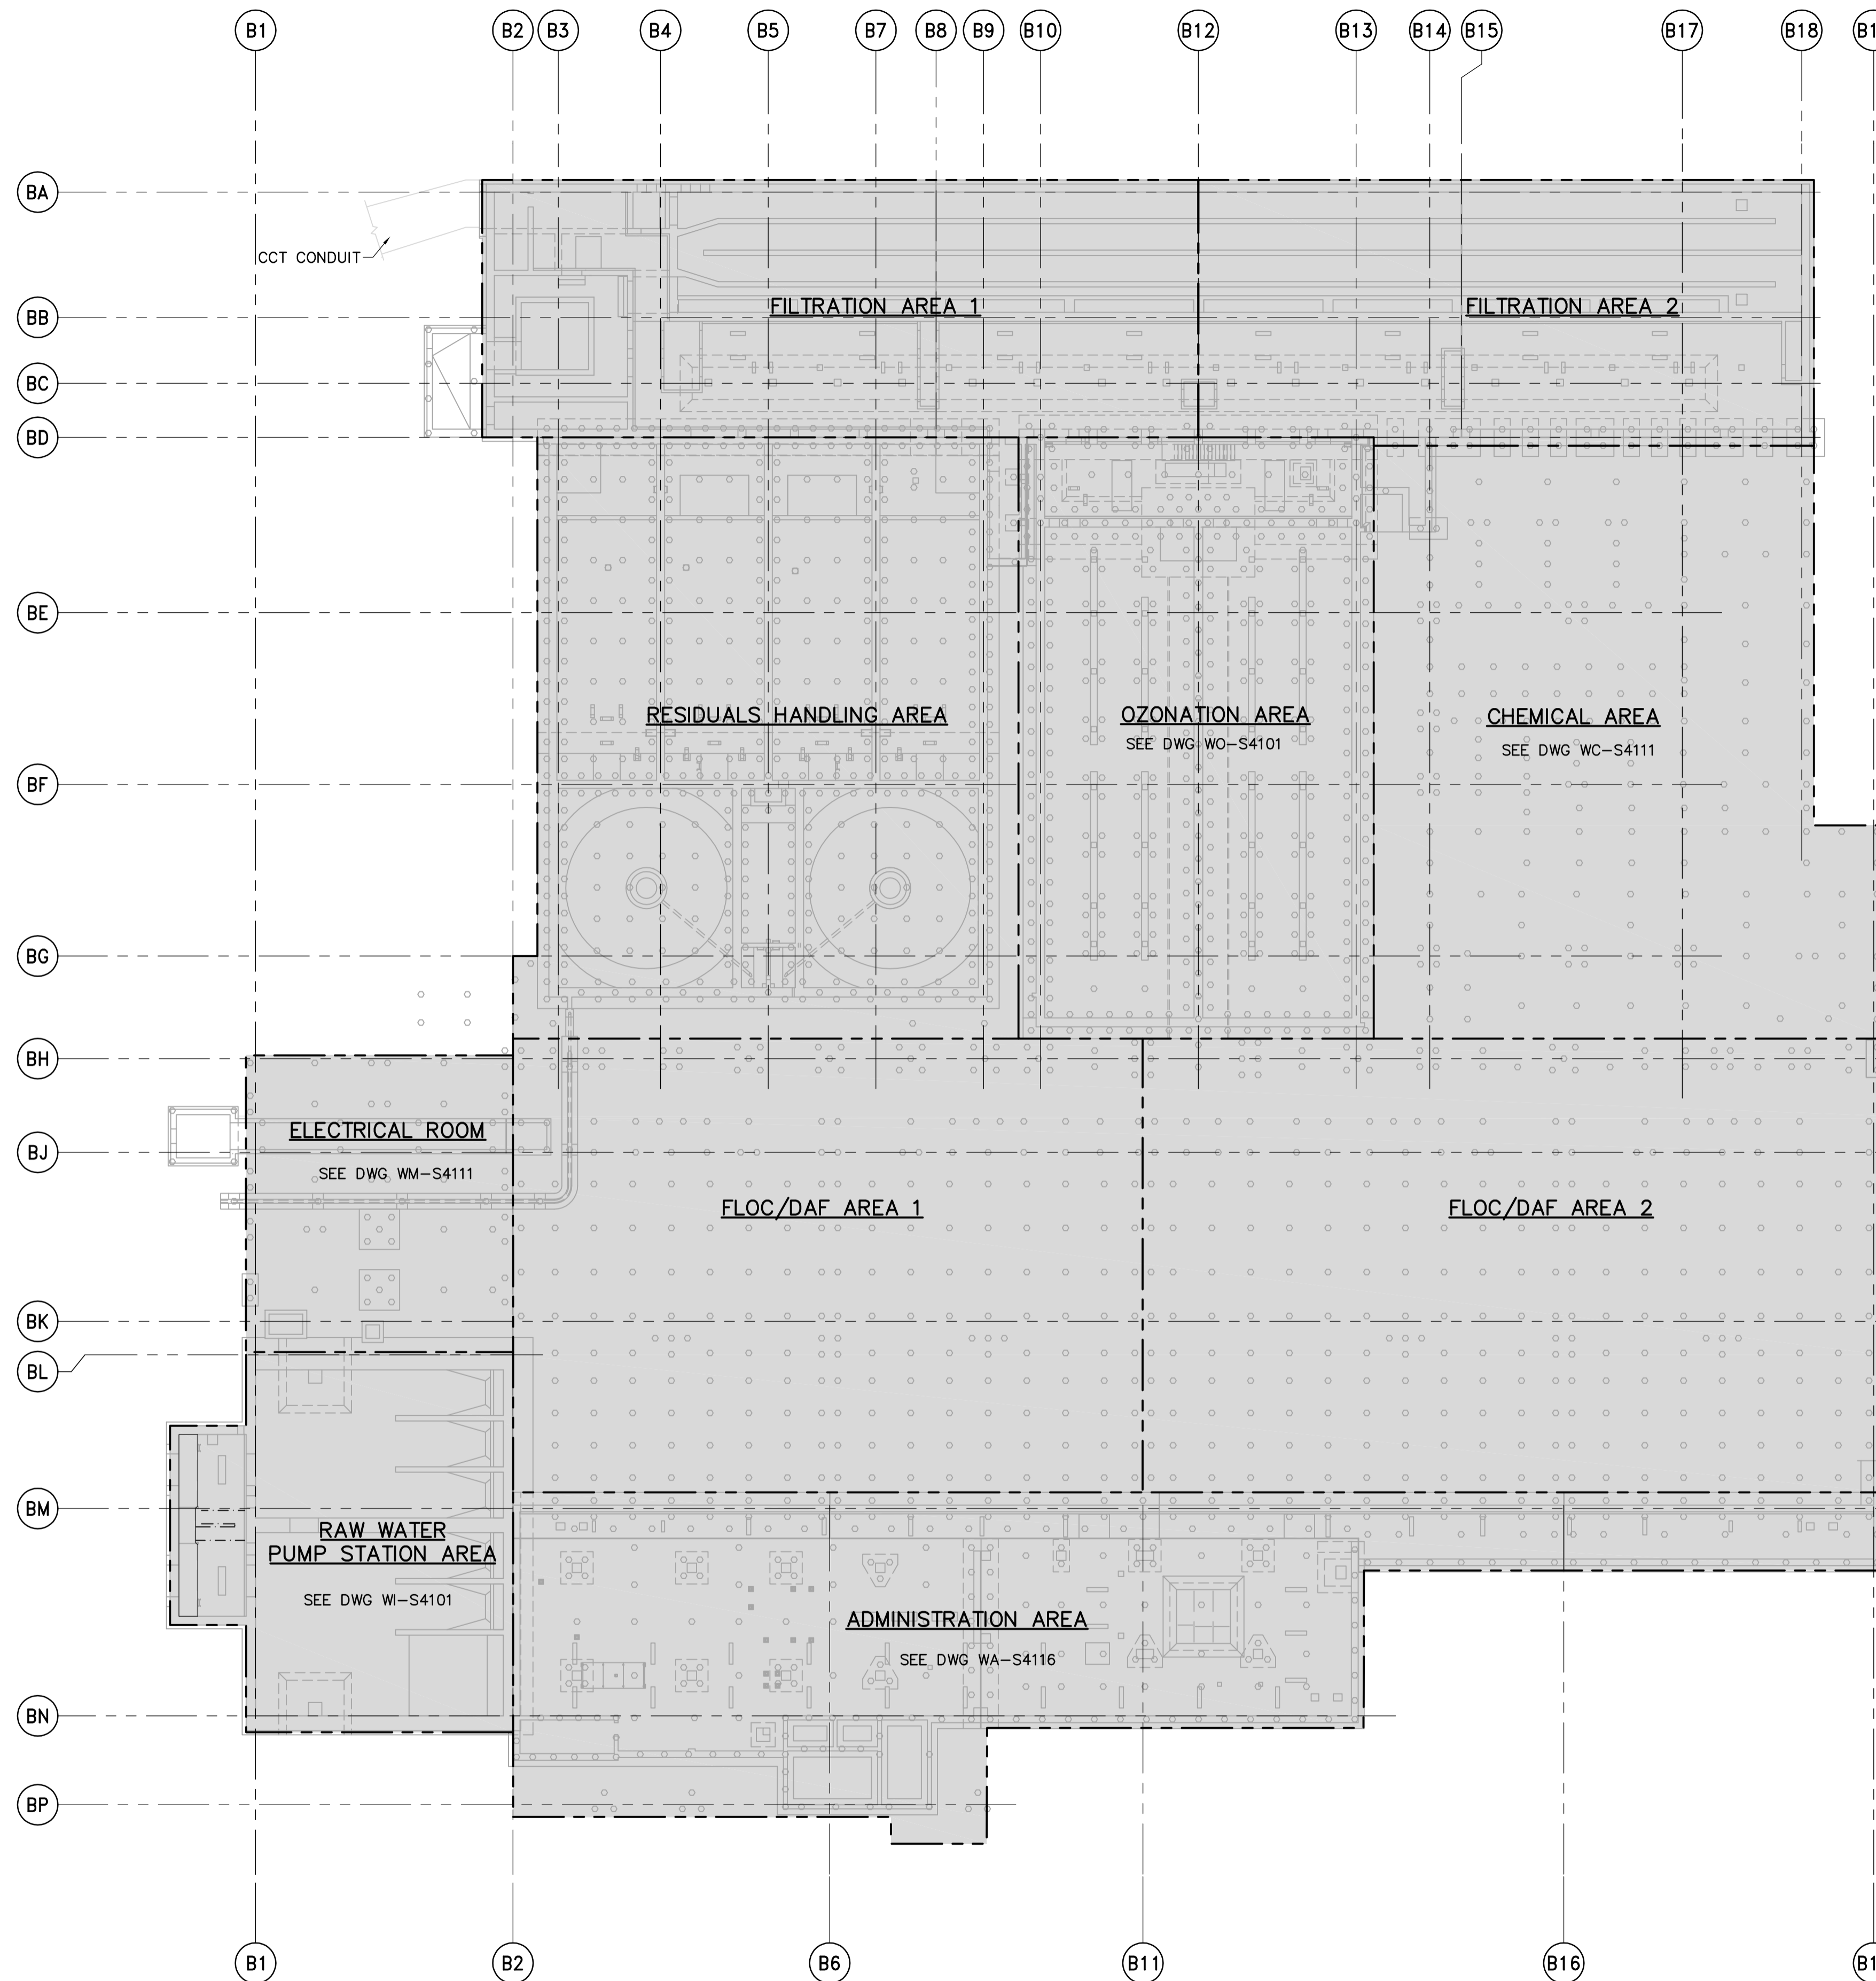 B1 B2 B3 B4 B5 B7 B8 B9 B10 B12 B13 B14 B15 B17 B18
BA
CCT CONDUIT
BB
FILTRATION AREA 1
FILTRATION AREA 2
BC
BD
BE
RESIDUALS HANDLING AREA
OZONATION AREA
SEE DWG WO-S4101
CHEMICAL AREA
SEE DWG WC-S4111
BF
BG
BH
ELECTRICAL ROOM
SEE DWG WM-S4111
BJ
FLOC/DAF AREA 1
FLOC/DAF AREA 2
BK
BL
BM
RAW WATER
PUMP STATION AREA
SEE DWG WI-S4101
ADMINISTRATION AREA
SEE DWG WA-S4116
BN
BP
B1 B2 B6 B11 B16